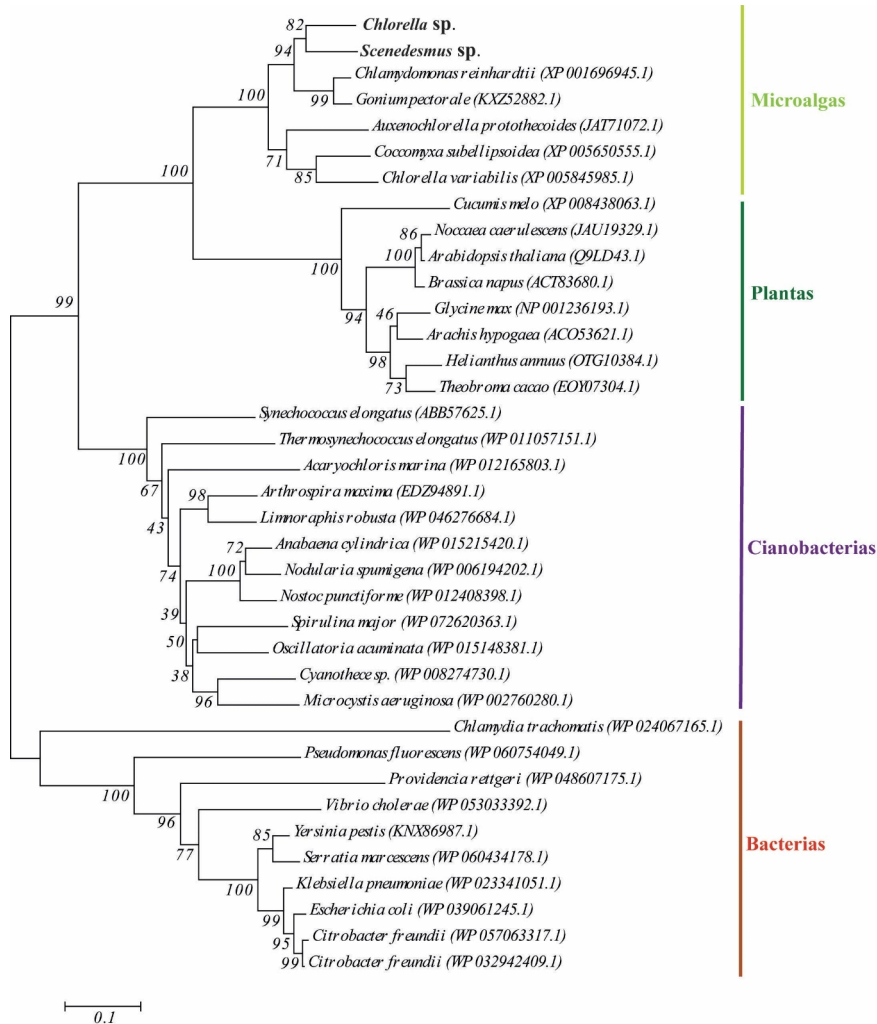 82
Chlorella sp.
94
Scenedesmus sp.
Chlamydomonas reinhardtii (XP 001696945.1)
100
99
Gonium pectorale (KXZ52882.1)
Microalgas
Auxenochlorella protothecoides (JAT71072.1)
71
Coccomyxa subellipsoidea (XP 005650555.1)
100
85
Chlorella variabilis (XP 005845985.1)
Cucumis melo (XP 008438063.1)
86
Noccaea caerulescens (JAU19329.1)
100
Arabidopsis thaliana (Q9LD43.1)
100
Brassica napus (ACT83680.1)
Plantas
99
94
46
Glycine max (NP 001236193.1)
Arachis hypogaea (ACO53621.1)
98
Helianthus annuus (OTG10384.1)
73
Theobroma cacao (EOY07304.1)
Synechococcus elongatus (ABB57625.1)
100
Thermosynechococcus elongatus (WP 011057151.1)
Acaryochloris marina (WP 012165803.1)
67
98
Arthrospira maxima (EDZ94891.1)
43
Limnoraphis robusta (WP 046276684.1)
72
Anabaena cylindrica (WP 015215420.1)
Cianobacterias
74
100
Nodularia spumigena (WP 006194202.1)
Nostoc punctiforme (WP 012408398.1)
39
Spirulina major (WP 072620363.1)
50
Oscillatoria acuminata (WP 015148381.1)
38
Cyanothece sp. (WP 008274730.1)
96
Microcystis aeruginosa (WP 002760280.1)
Chlamydia trachomatis (WP 024067165.1)
Pseudomonas fluorescens (WP 060754049.1)
100
Providencia rettgeri (WP 048607175.1)
96
Vibrio cholerae (WP 053033392.1)
85
Yersinia pestis (KNX86987.1)
Bacterias
77
Serratia marcescens (WP 060434178.1)
100
Klebsiella pneumoniae (WP 023341051.1)
99
Escherichia coli (WP 039061245.1)
95
Citrobacter freundii (WP 057063317.1)
99
Citrobacter freundii (WP 032942409.1)
0.1